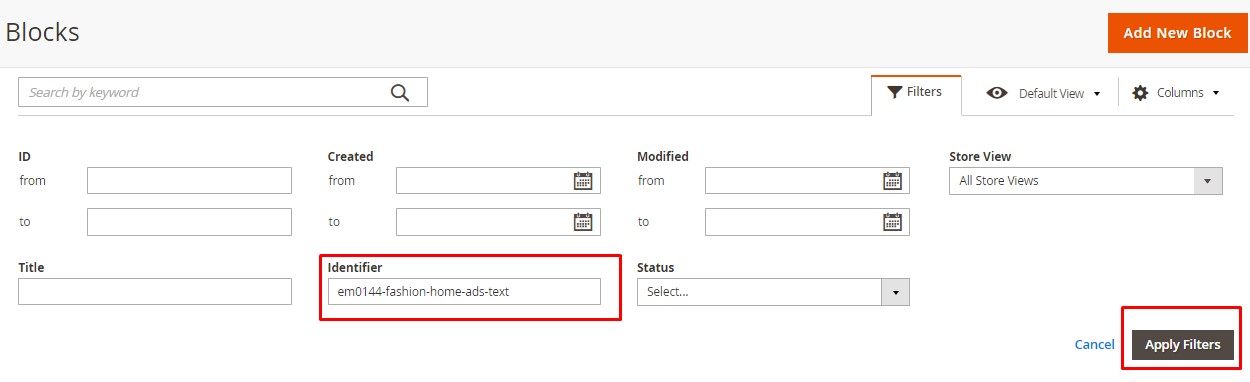 Blocks
Add New Block
Search by keyword
Filters
Default View
Columns
ID
Created
Modified
Store View
from
from
from
All Store Views
to
to
to
Title
Identifier
Status
em0144-fashion-home-ads-text
Select...
Cancel
Apply Filters